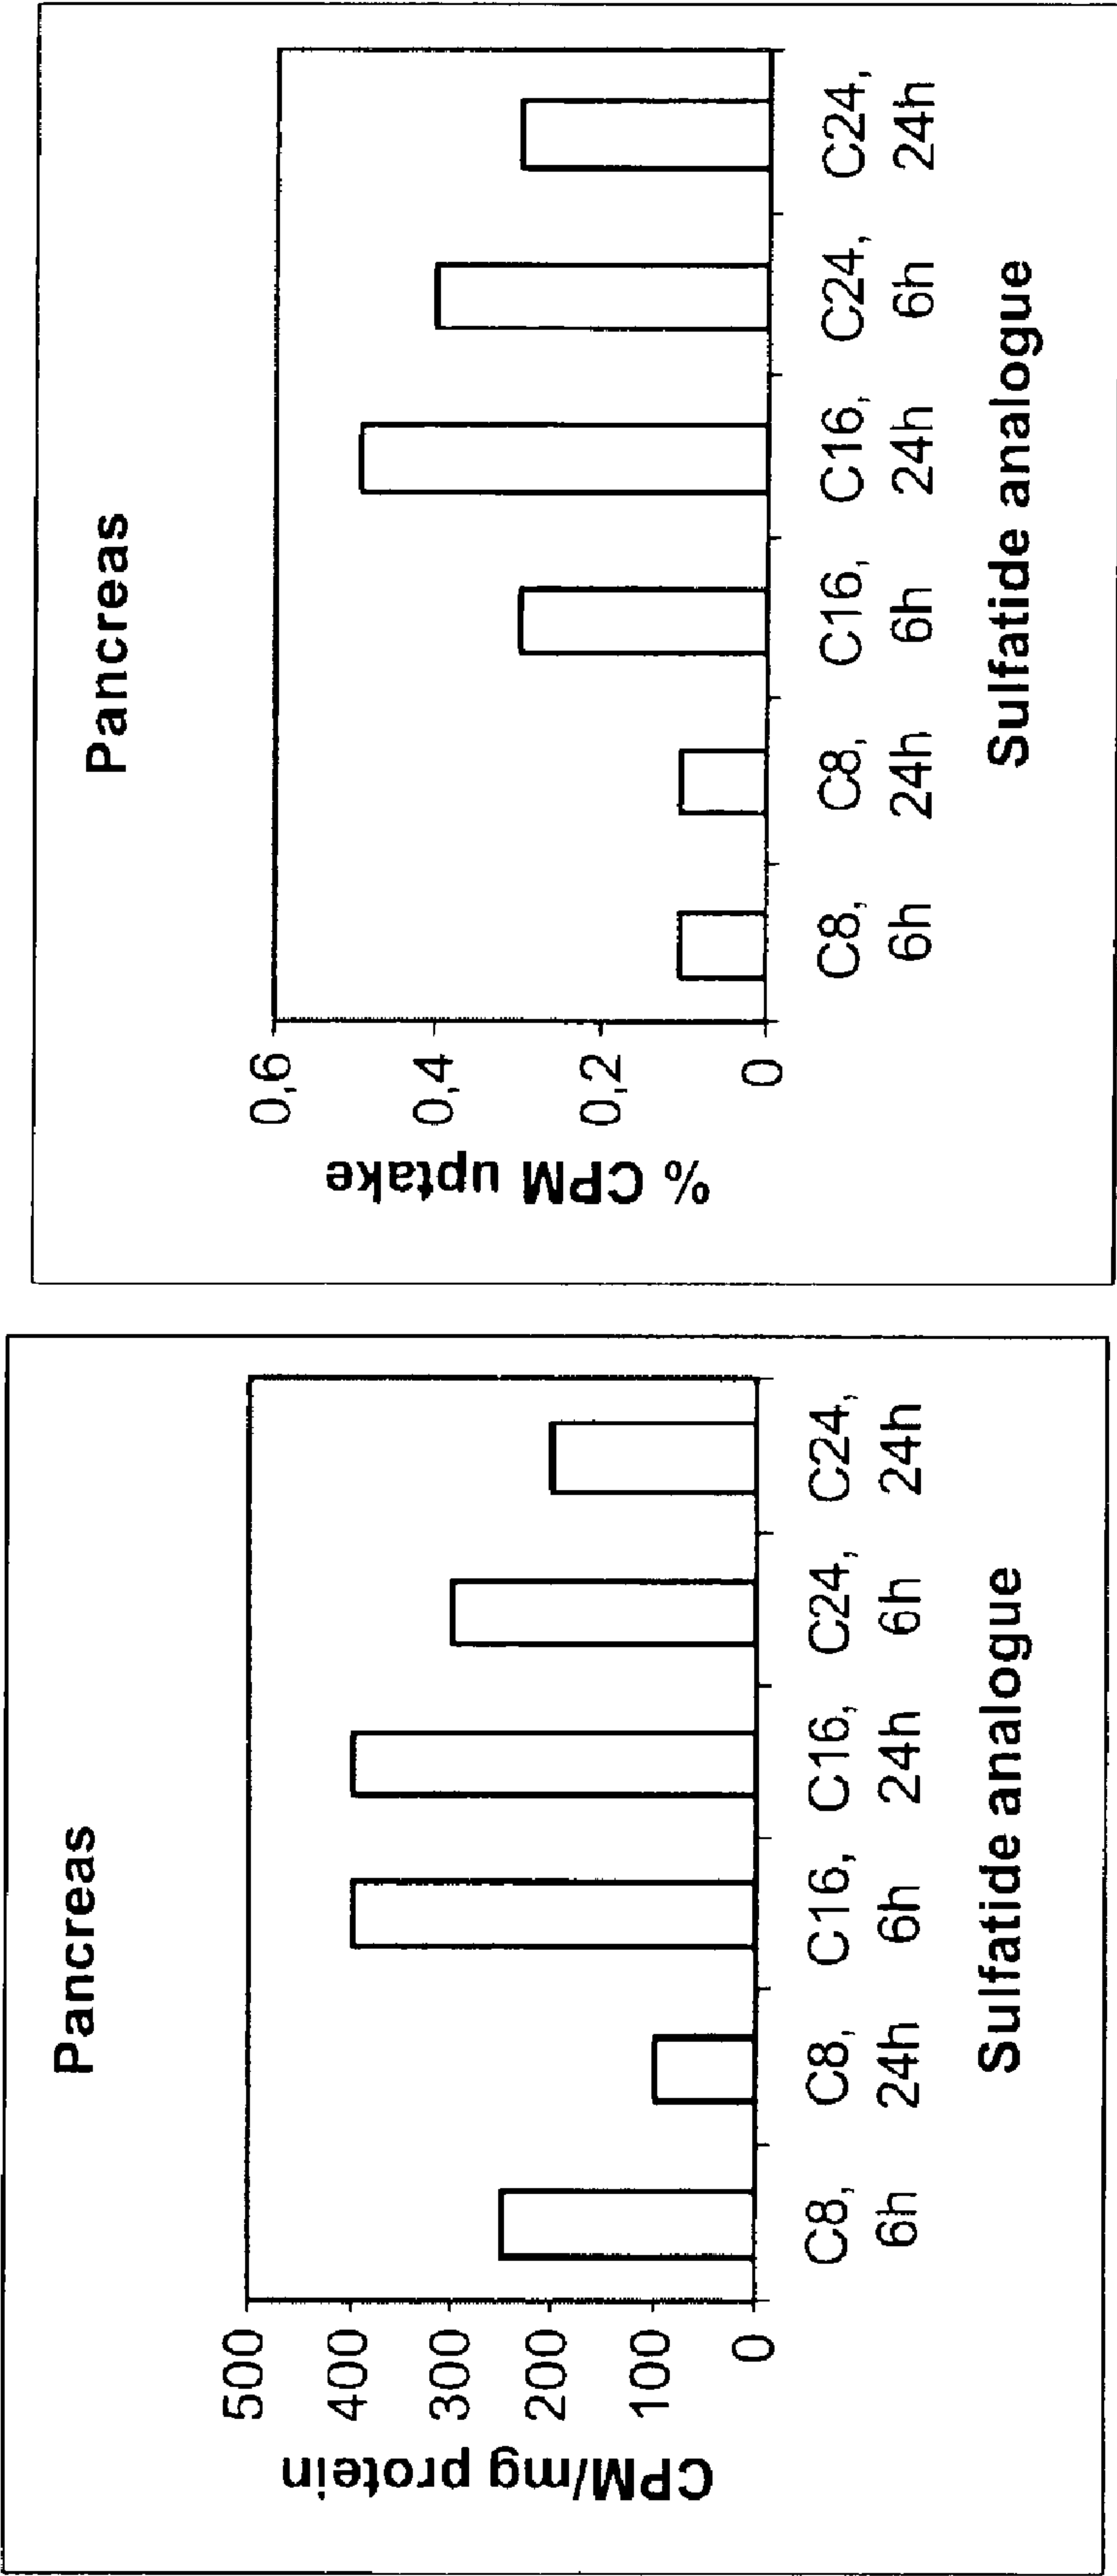 Pancreas
CPM/mg protein
500
400
300
200
100
0
C8, C8, C16, C16, C24, C24,
6h 24h 6h 24h 6h 24h
Sulfatide analogue
Pancreas
% CPM uptake
0,6
0,4
0,2
0
C8, C8, C16, C16, C24, C24,
6h 24h 6h 24h 6h 24h
Sulfatide analogue